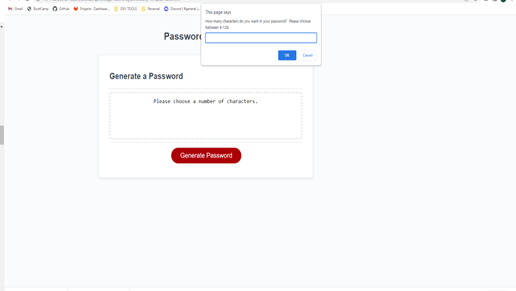 Gmail BootCamp GitHub Projects · Dashboar... DEV TOOLS Personal Discord | #general |...
This page says
How many characters do you want in your password? Please choose
between 8-128.
OK Cancel
Password
Generate a Password
Please choose a number of characters.
Generate Password